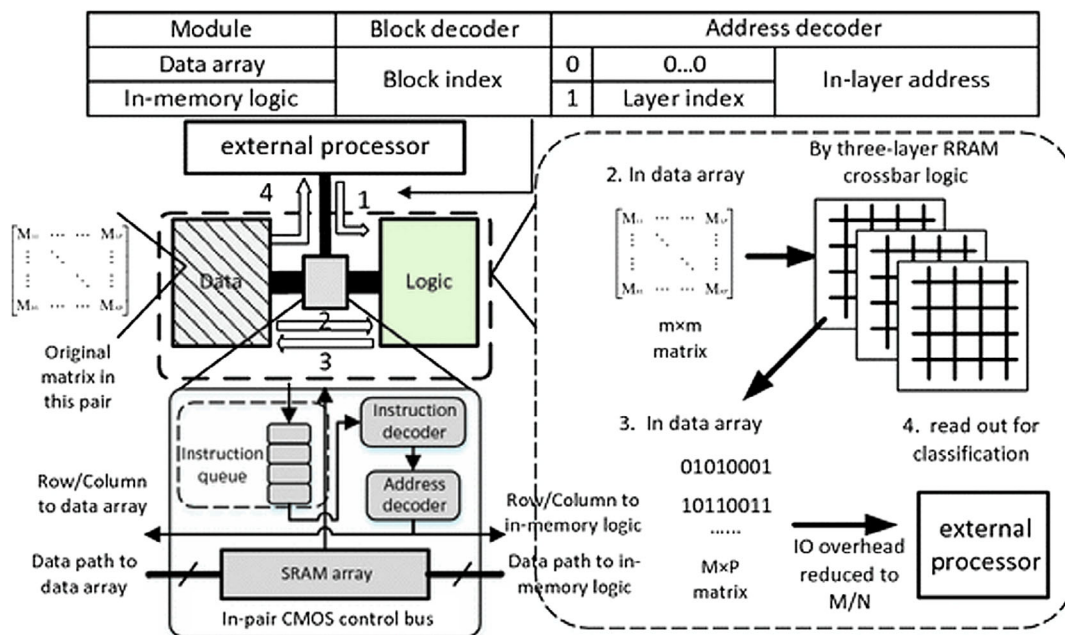 Module Block decoder Address decoder
Data array Block index 0 0...0 In-layer address
In-memory logic 1 Layer index
external processor
4 1
Data
Logic
2
3
Original
matrix in
this pair
Instruction
queue
Instruction
decoder
Address
decoder
Row/Column
to data array
Row/Column to
in-memory logic
Data path to
data array
SRAM array
Data path to in-
memory logic
In-pair CMOS control bus
By three-layer RRAM
crossbar logic
2. In data array
m×m
matrix
3. In data array
01010001
10110011
......
M×P
matrix
4. read out for
classification
IO overhead
reduced to
M/N
external
processor